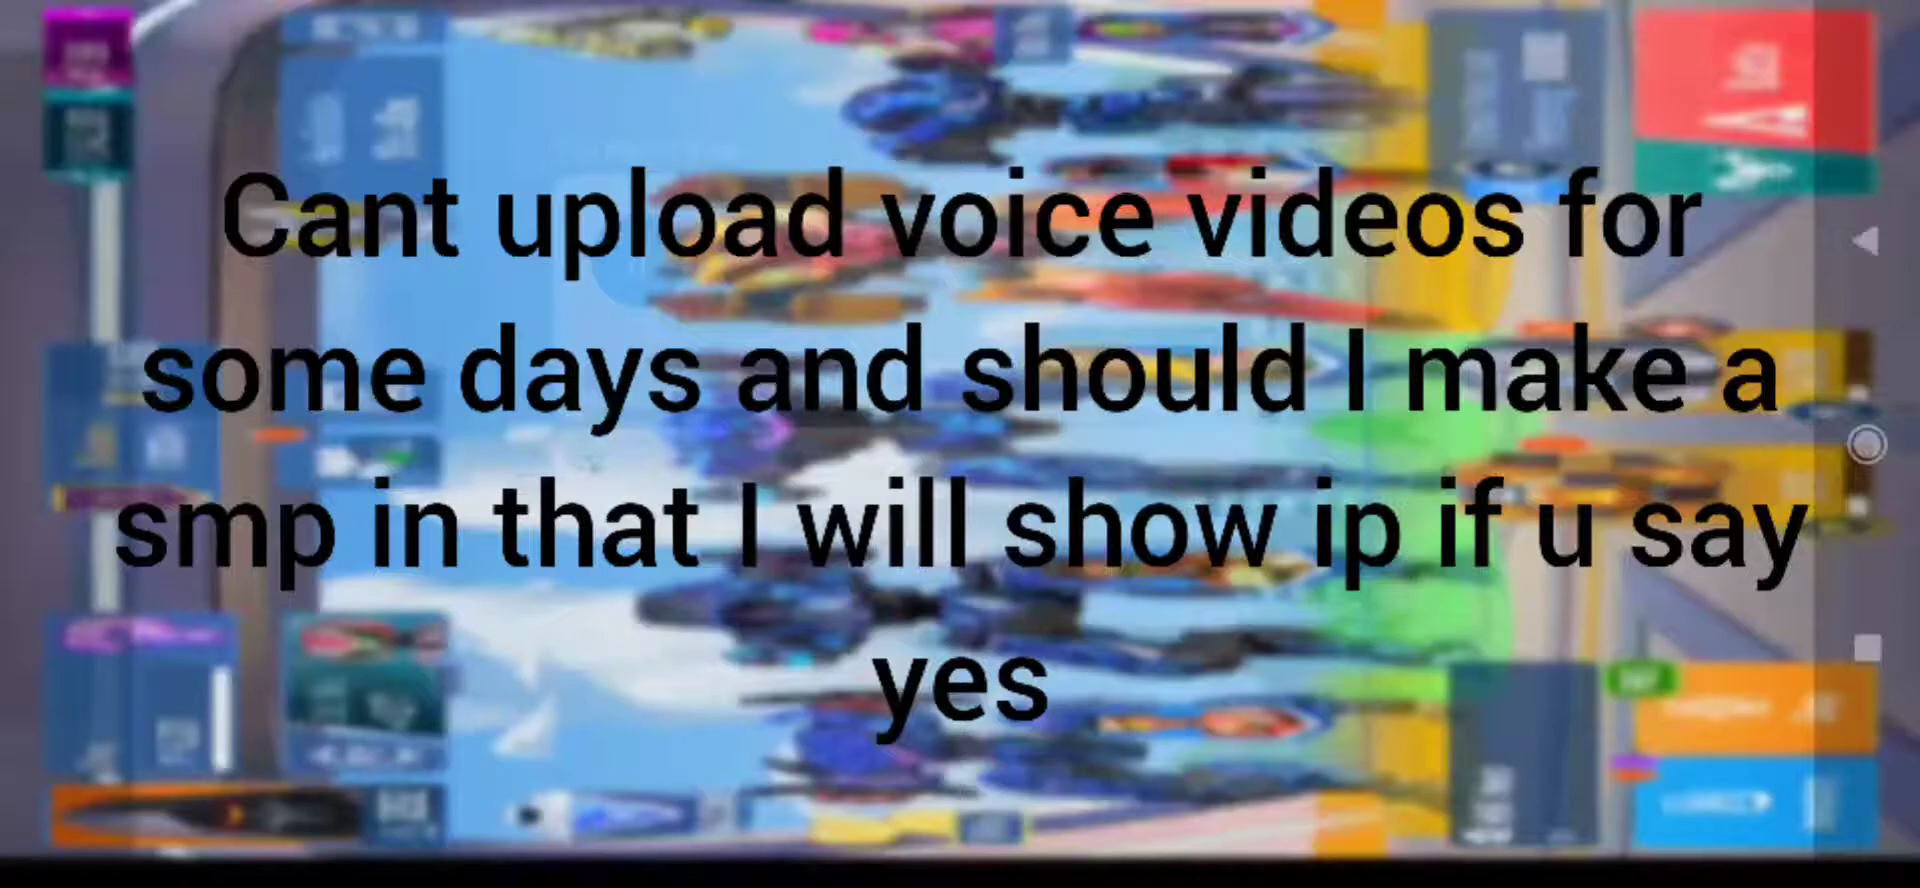 Cant upload voice videos for
some days and should I make a
smp in that I will show ip if u say
yes